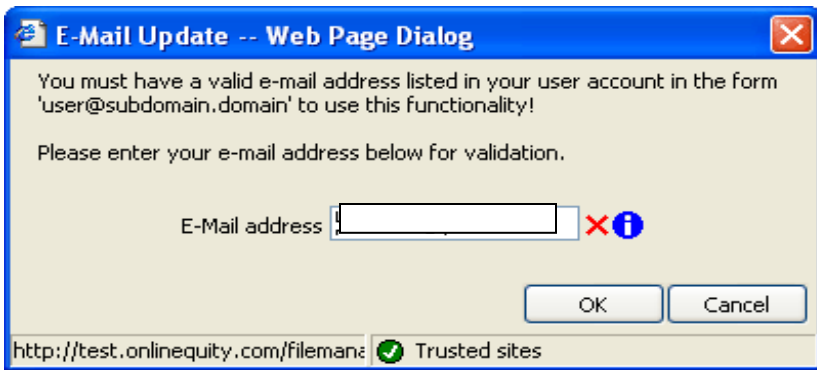 E-Mail Update -- Web Page Dialog
You must have a valid e-mail address listed in your user account in the form
'user@subdomain.domain' to use this functionality!
Please enter your e-mail address below for validation.
E-Mail address
OK Cancel
http://test.onlinequity.com/filemana Trusted sites